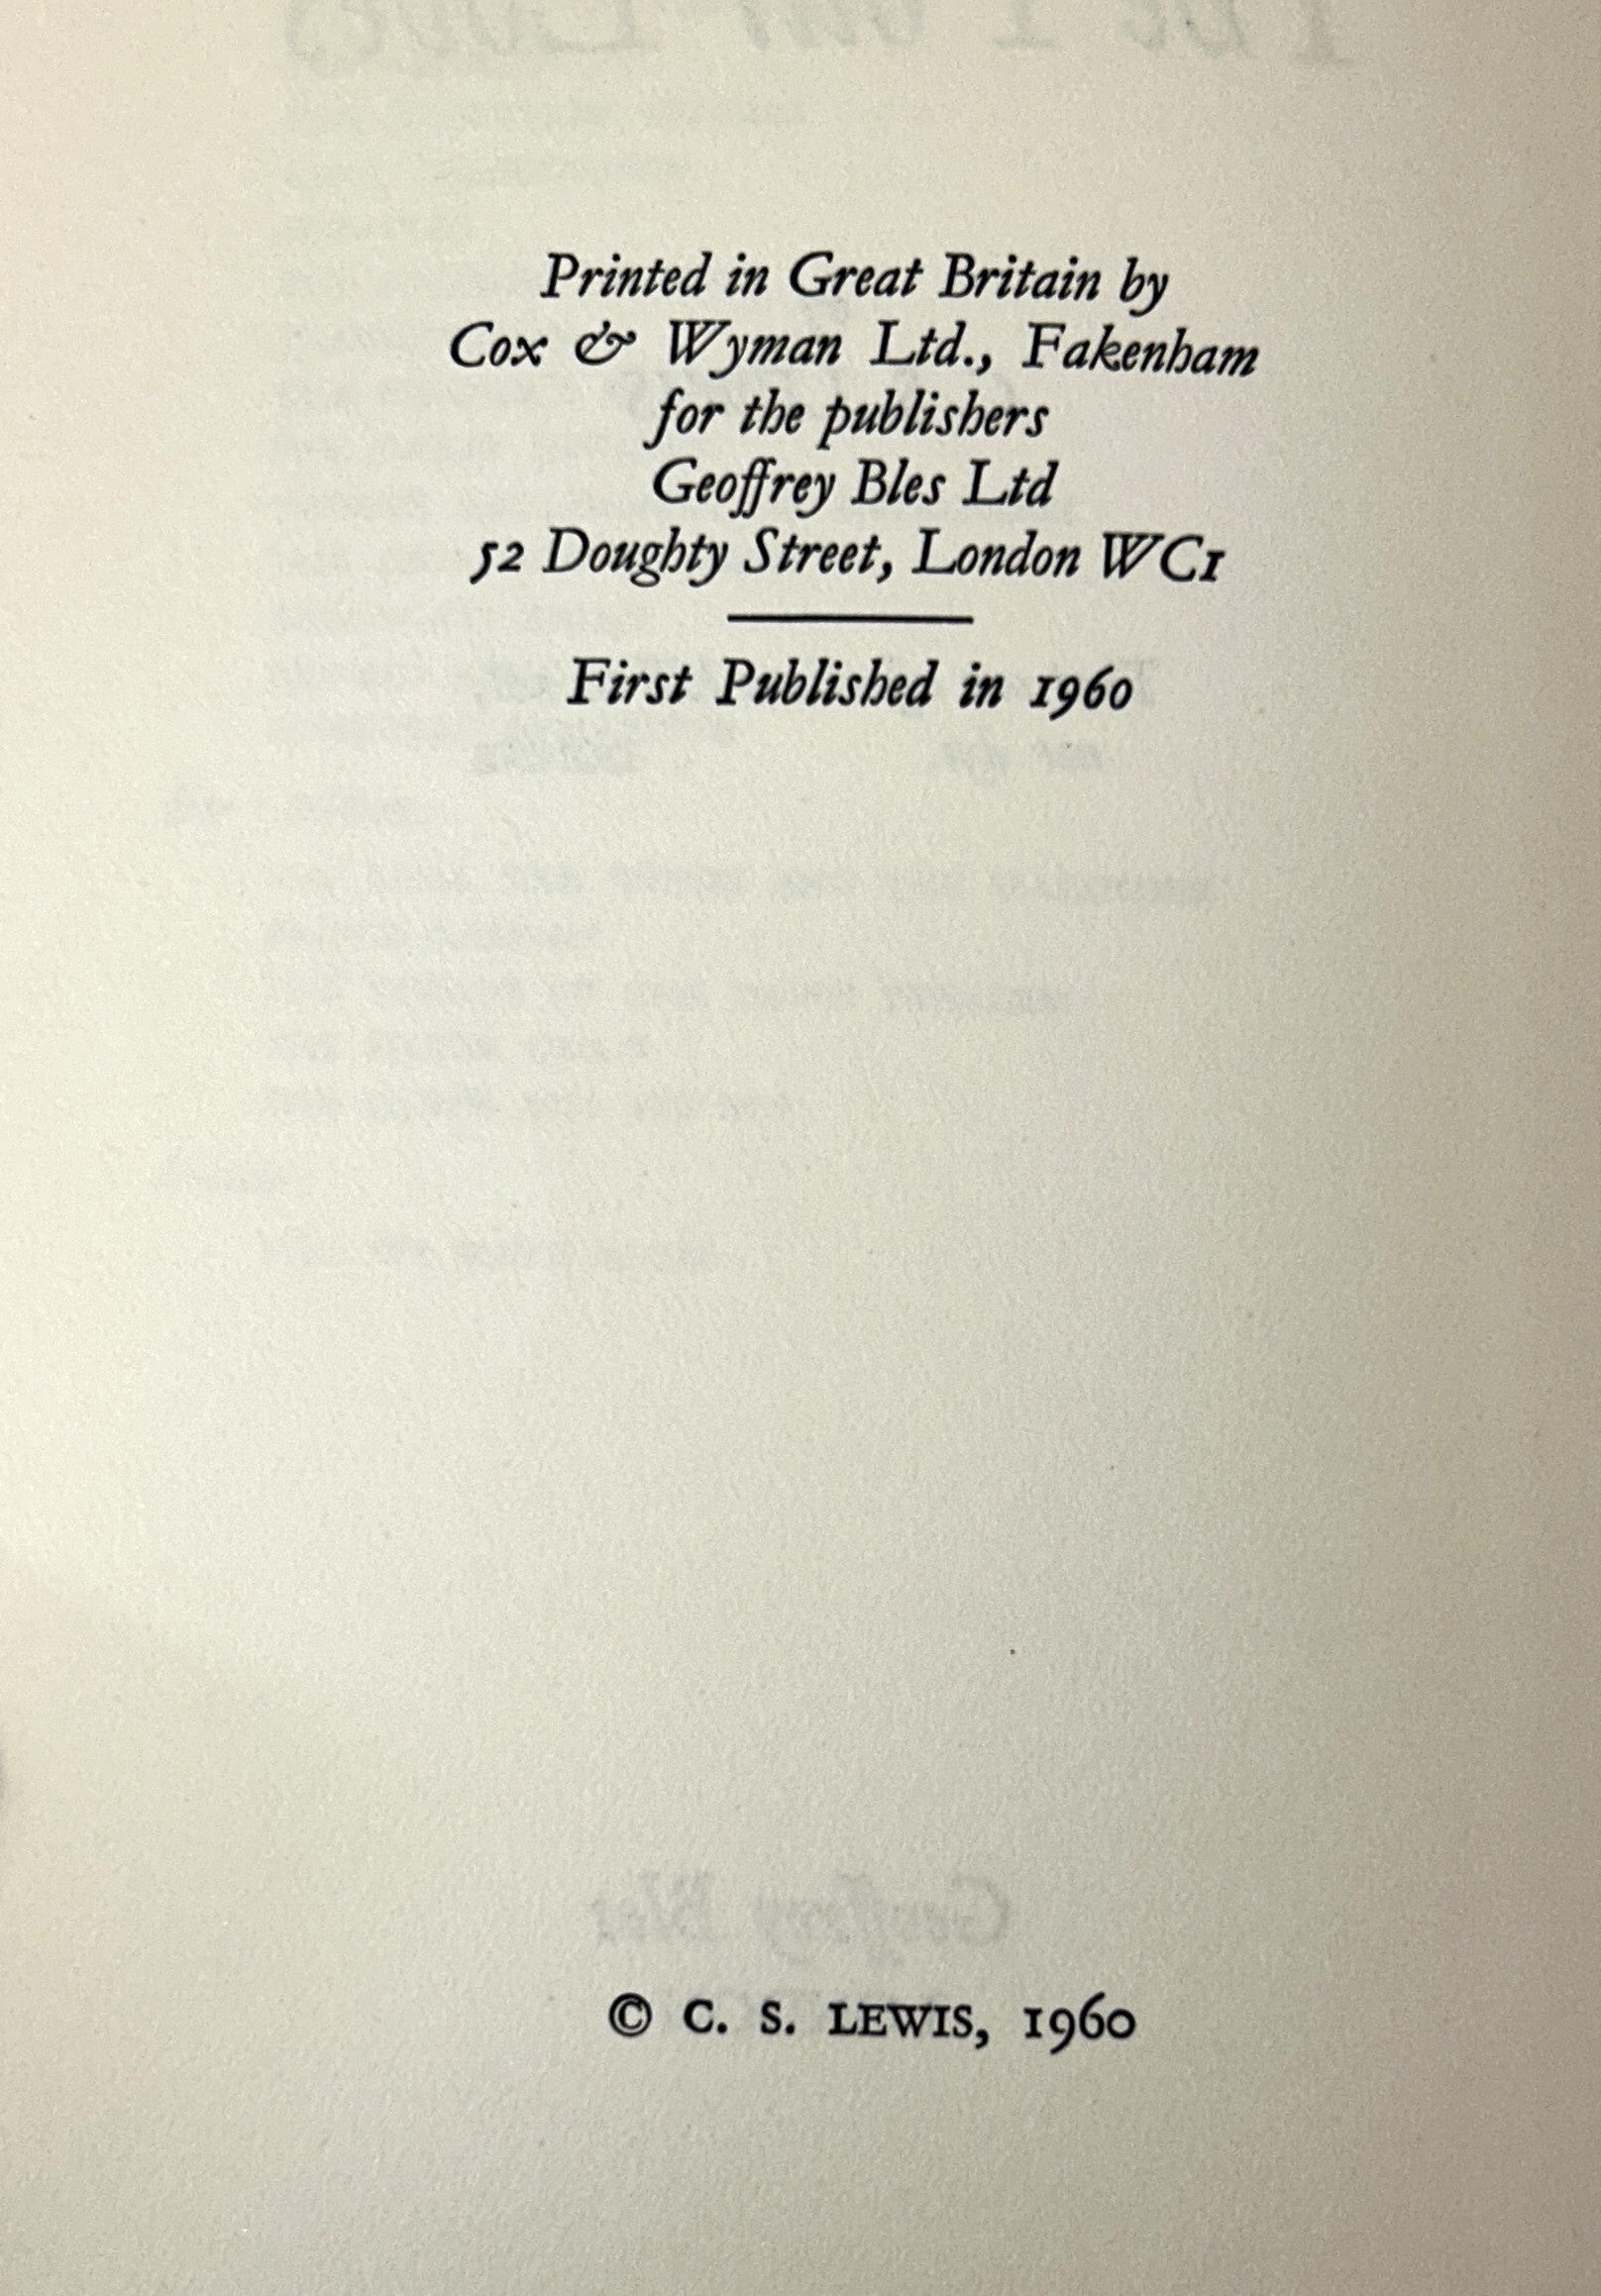 Printed in Great Britain by
Cox & Wyman Ltd., Fakenham
for the publishers
Geoffrey Bles Ltd
52 Doughty Street, London WC1
First Published in 1960
© C. S. LEWIS, 1960